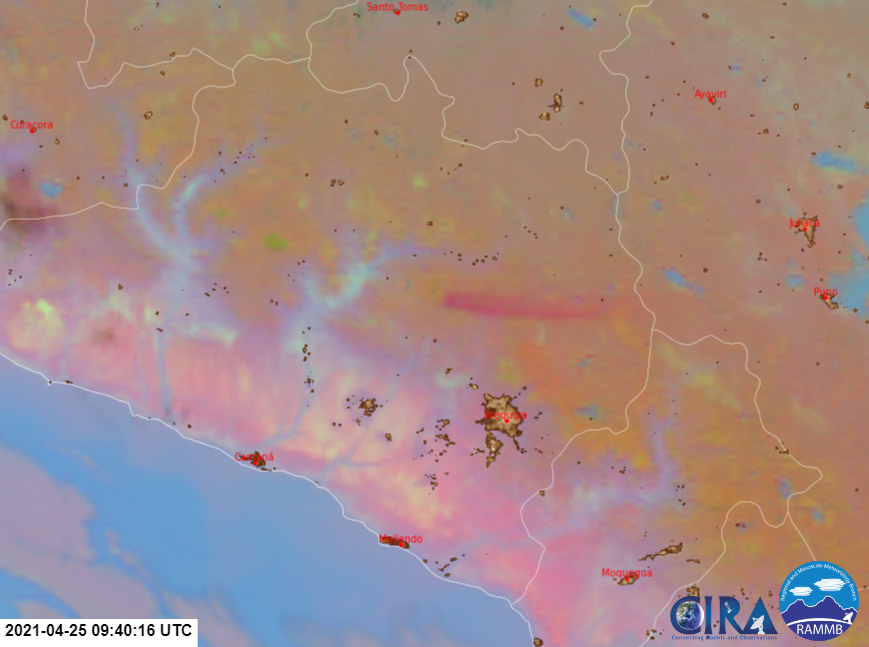 Santo Tomas
Ayaviri
Coracora
Juliaca
Puno
Arequipa
Camaná
Mollendo
Moquegua
CIRA
Connecting Models and Observations
Regional and Mesoscale Meteorology Branch
RAMMB
2021-04-25 09:40:16 UTC